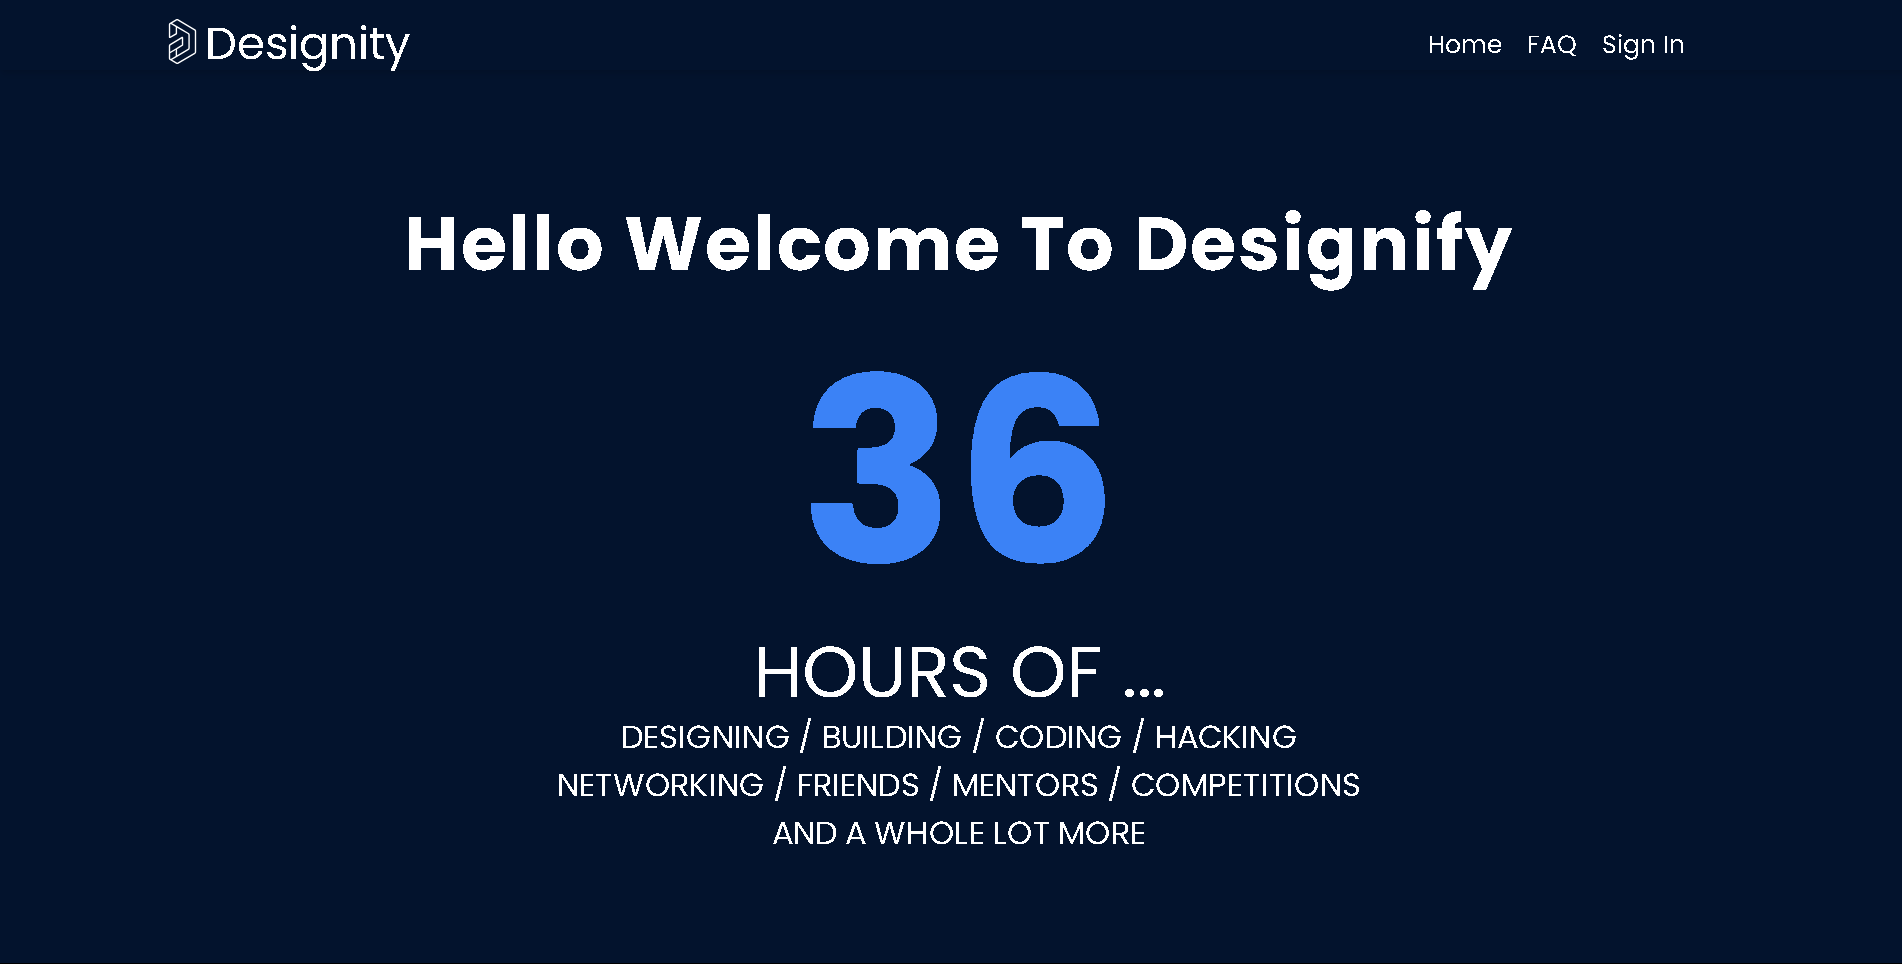 Designity
Home FAQ Sign In
Hello Welcome To Designify
36
HOURS OF ...
DESIGNING / BUILDING / CODING / HACKING
NETWORKING / FRIENDS / MENTORS / COMPETITIONS
AND A WHOLE LOT MORE